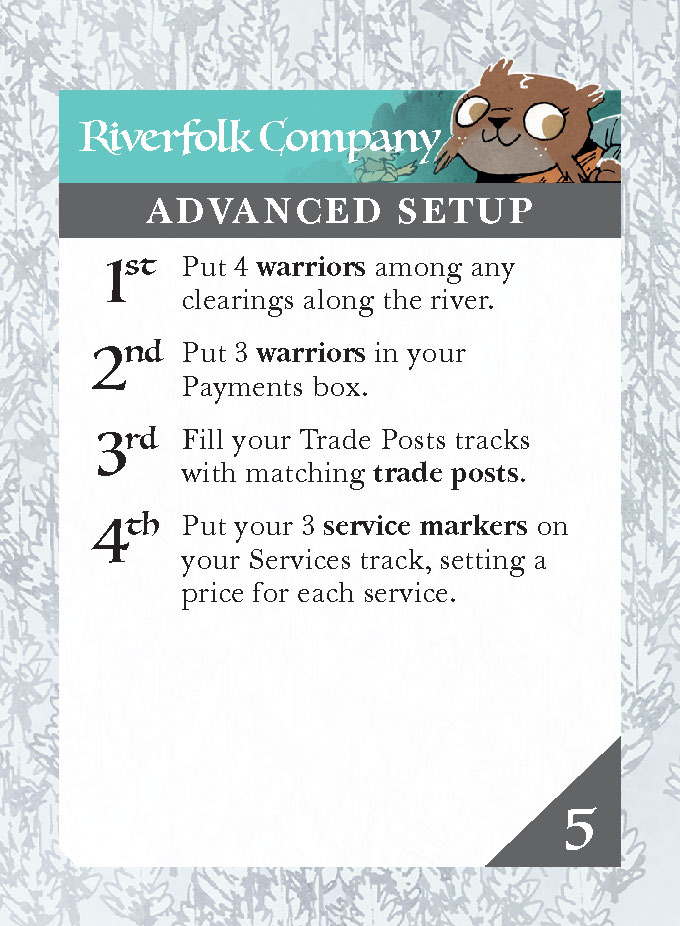 Riverfolk Company
ADVANCED SETUP
1st Put 4 warriors among any
clearings along the river.
2nd Put 3 warriors in your
Payments box.
3rd Fill your Trade Posts tracks
with matching trade posts.
4th Put your 3 service markers on
your Services track, setting a
price for each service.
5